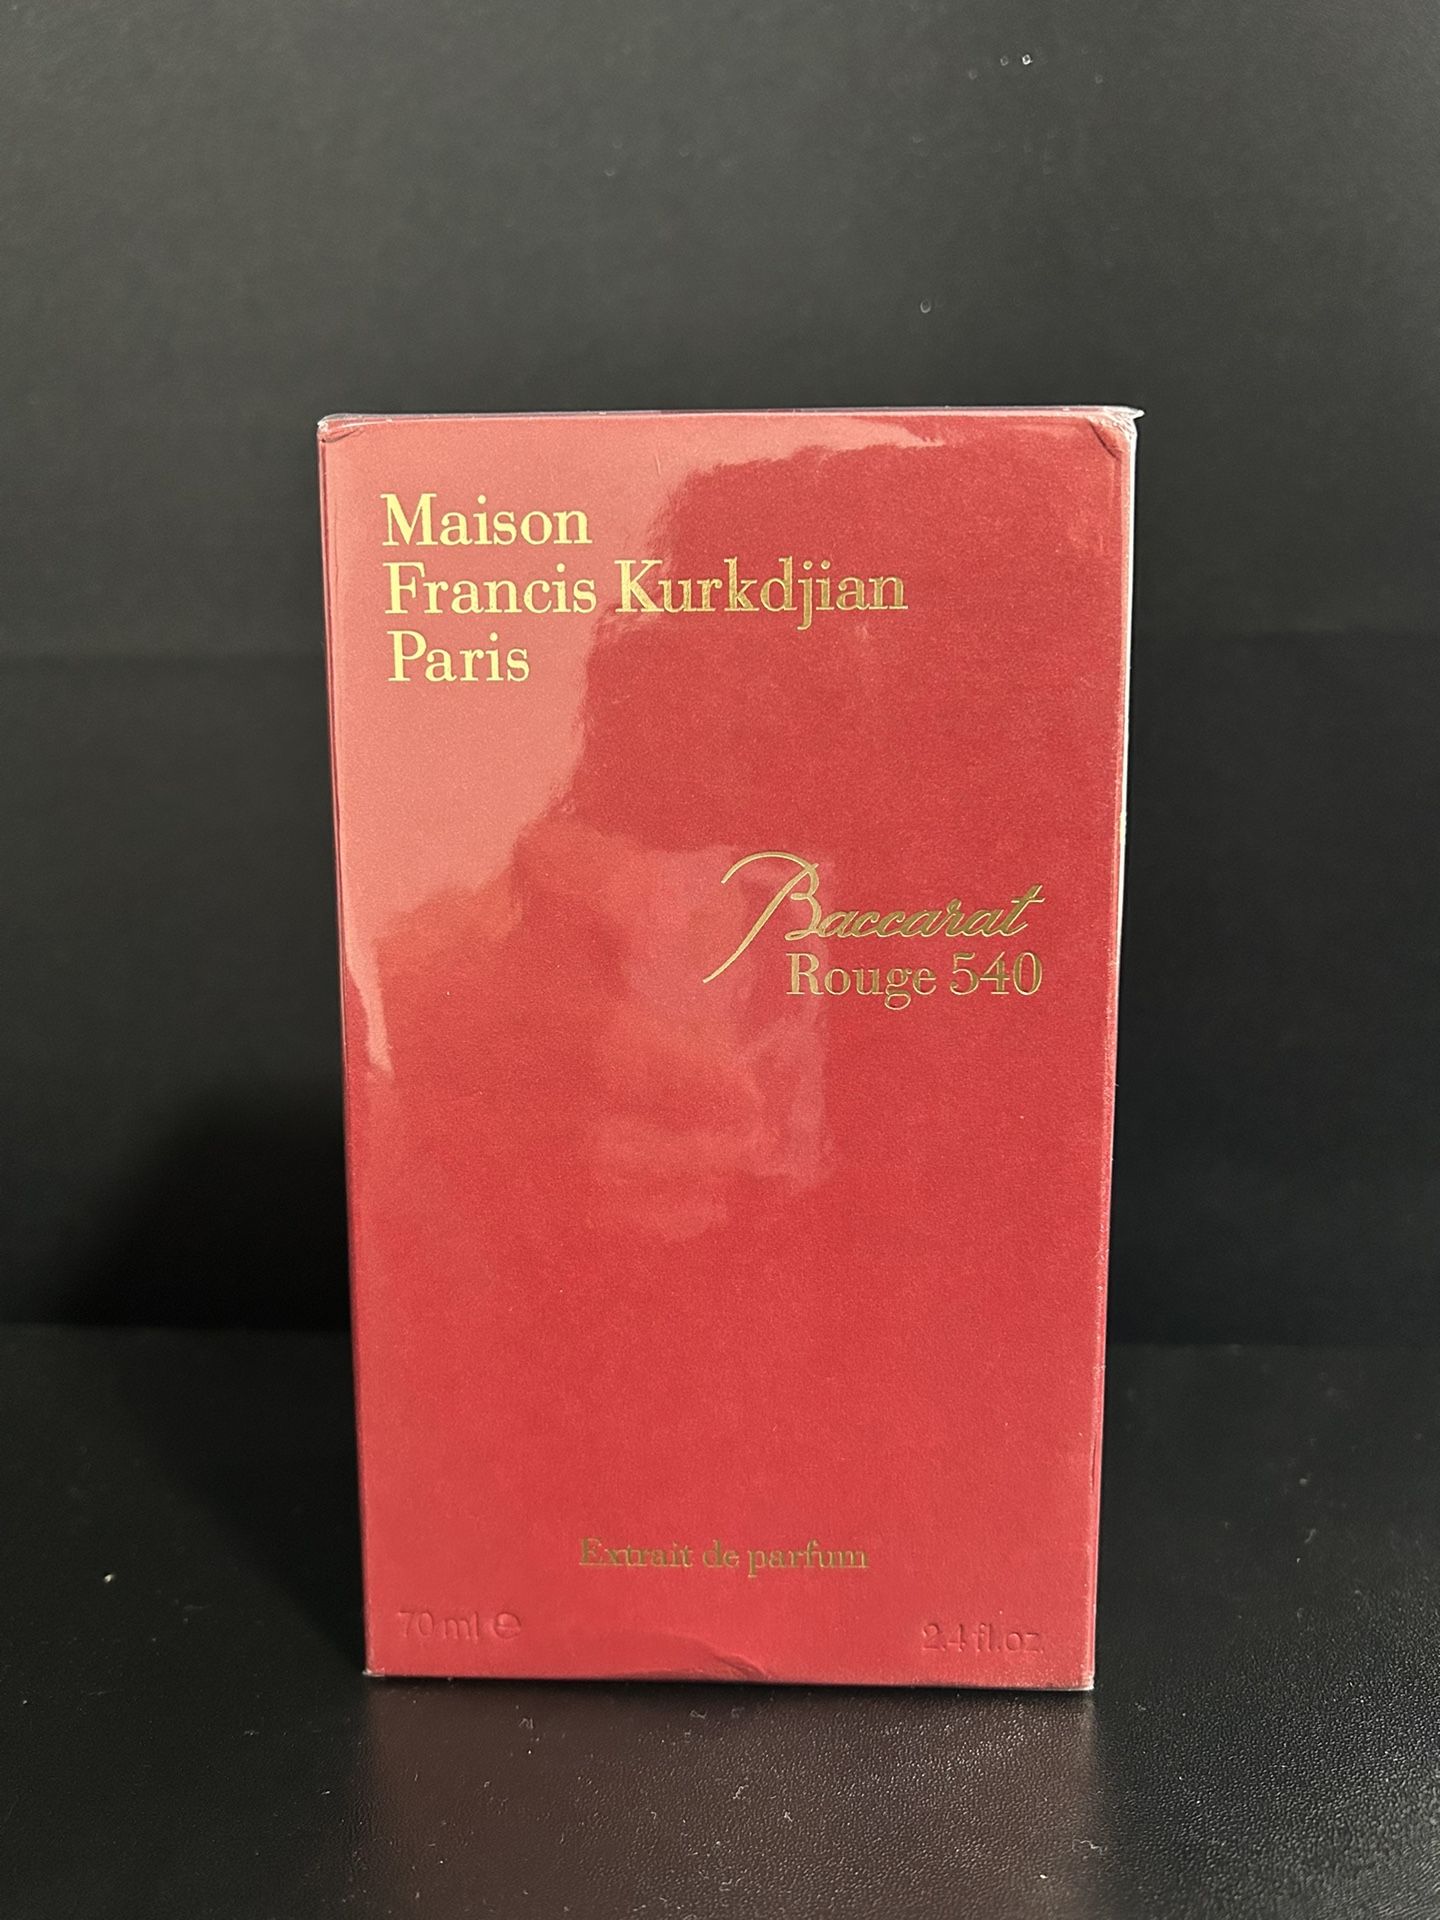 Maison
Francis Kurkdjian
Paris
Baccarat
Rouge 540
Extrait de parfum
70 ml ℮ 2.4 fl.oz.